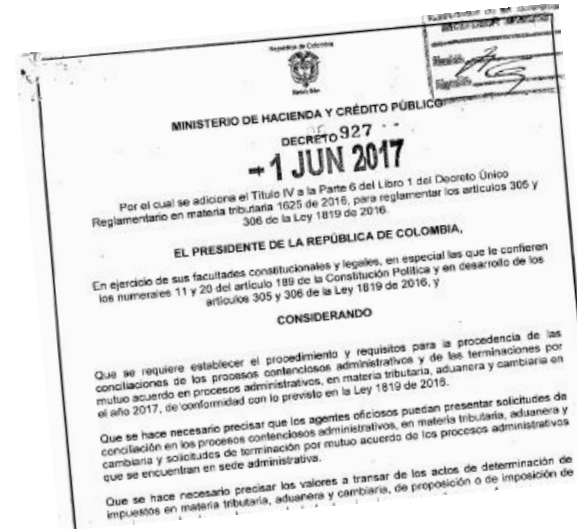 República de Colombia
MINISTERIO DE HACIENDA Y CRÉDITO PÚBLICO
DECRETO 927
1 JUN 2017
Por el cual se adiciona el Título IV a la Parte 6 del Libro 1 del Decreto Único
Reglamentario en materia tributaria 1625 de 2016, para reglamentar los artículos 305 y
306 de la Ley 1819 de 2016.
EL PRESIDENTE DE LA REPÚBLICA DE COLOMBIA,
En ejercicio de sus facultades constitucionales y legales, en especial las que le confieren
los numerales 11 y 20 del artículo 189 de la Constitución Política y en desarrollo de los
artículos 305 y 306 de la Ley 1819 de 2016, y
CONSIDERANDO
Que se requiere establecer el procedimiento y requisitos para la procedencia de las
conciliaciones de los procesos contenciosos administrativos y de las terminaciones por
mutuo acuerdo en procesos administrativos, en materia tributaria, aduanera y cambiaria en
el año 2017, de conformidad con lo previsto en la Ley 1819 de 2016.
Que se hace necesario precisar que los agentes oficiosos puedan presentar solicitudes de
conciliación en los procesos contenciosos administrativos, en materia tributaria, aduanera y
cambiaria y solicitudes de terminación por mutuo acuerdo de los procesos administrativos
que se encuentran en sede administrativa.
Que se hace necesario precisar los valores a transar de los actos de determinación de
impuestos en materia tributaria, aduanera y cambiaria, de proposición o de imposición de